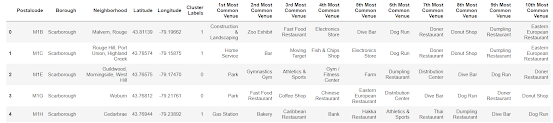 Postalcode Scarborough Neighborhood Latitude Longitude Cluster Labels 1st Most Common Venue 2nd Most Common Venue 3rd Most Common Venue 4th Most Common Venue 5th Most Common Venue 6th Most Common Venue 7th Most Common Venue 8th Most Common Venue 9th Most Common Venue 10th Most Common Venue
0 M1B Scarborough Malvern, Rouge 43.81139 -79.19662 1 Construction & Landscaping Zoo Exhibit Fast Food Restaurant Electronics Store Dive Bar Dog Run Doner Restaurant Donut Shop Dumpling Restaurant Eastern European Restaurant
1 M1C Scarborough Rouge Hill, Port Union, Highland Creek 43.78574 -79.15875 1 Home Service Bar Moving Target Fish & Chips Shop Electronics Store Dog Run Doner Restaurant Donut Shop Dumpling Restaurant Eastern European Restaurant
2 M1E Scarborough Guildwood, Morningside, West Hill 43.76575 -79.17470 0 Park Gymnastics Gym Athletics & Sports Gym / Fitness Center Farm Dumpling Restaurant Distribution Center Dive Bar Dog Run Doner Restaurant
3 M1G Scarborough Woburn 43.76812 -79.21761 0 Park Fast Food Restaurant Coffee Shop Chinese Restaurant Eastern European Restaurant Distribution Center Dive Bar Dog Run Doner Restaurant Donut Shop
4 M1H Scarborough Cedarbrae 43.76944 -79.23892 1 Gas Station Bakery Caribbean Restaurant Bank Hakka Restaurant Athletics & Sports Thai Restaurant Dumpling Restaurant Dive Bar Dog Run